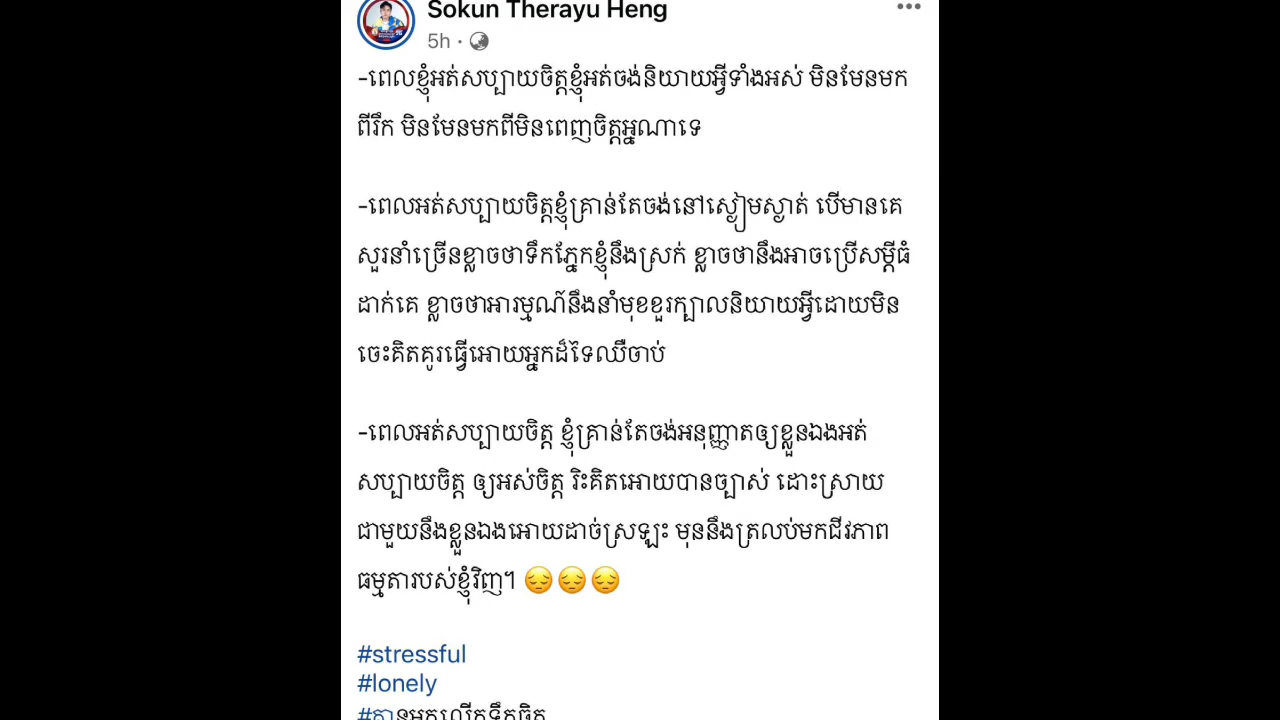 Sokun Therayu Heng
5h
-ពេលខ្ញុំអត់សប្បាយចិត្តខ្ញុំអត់ចង់និយាយអ្វីទាំងអស់ មិនមែនមក
ពីរឹក មិនមែនមកពីមិនពេញចិត្តអ្នណាទេ
-ពេលអត់សប្បាយចិត្តខ្ញុំគ្រាន់តែចង់នៅស្ងៀមស្ងាត់ បើមានគេ
សួរនាំច្រើនខ្លាចថាទឹកភ្នែកខ្ញុំនឹងស្រក់ ខ្លាចថានឹងអាចប្រើសម្តីធំ
ដាក់គេ ខ្លាចថាអារម្មណ៍នឹងនាំមុខខួរក្បាលនិយាយអ្វីដោយមិន
ចេះគិតគូរធ្វើអោយអ្នកដ៏ទៃឈឺចាប់
-ពេលអត់សប្បាយចិត្ត ខ្ញុំគ្រាន់តែចង់អនុញ្ញាតឲ្យខ្លួនឯងអត់
សប្បាយចិត្ត ឲ្យអស់ចិត្ត រិះគិតអោយបានច្បាស់ ដោះស្រាយ
ជាមួយនឹងខ្លួនឯងអោយដាច់ស្រឡះ មុននឹងត្រលប់មកជីវភាព
ធម្មតារបស់ខ្ញុំវិញ។ 😔😔😔
#stressful
#lonely